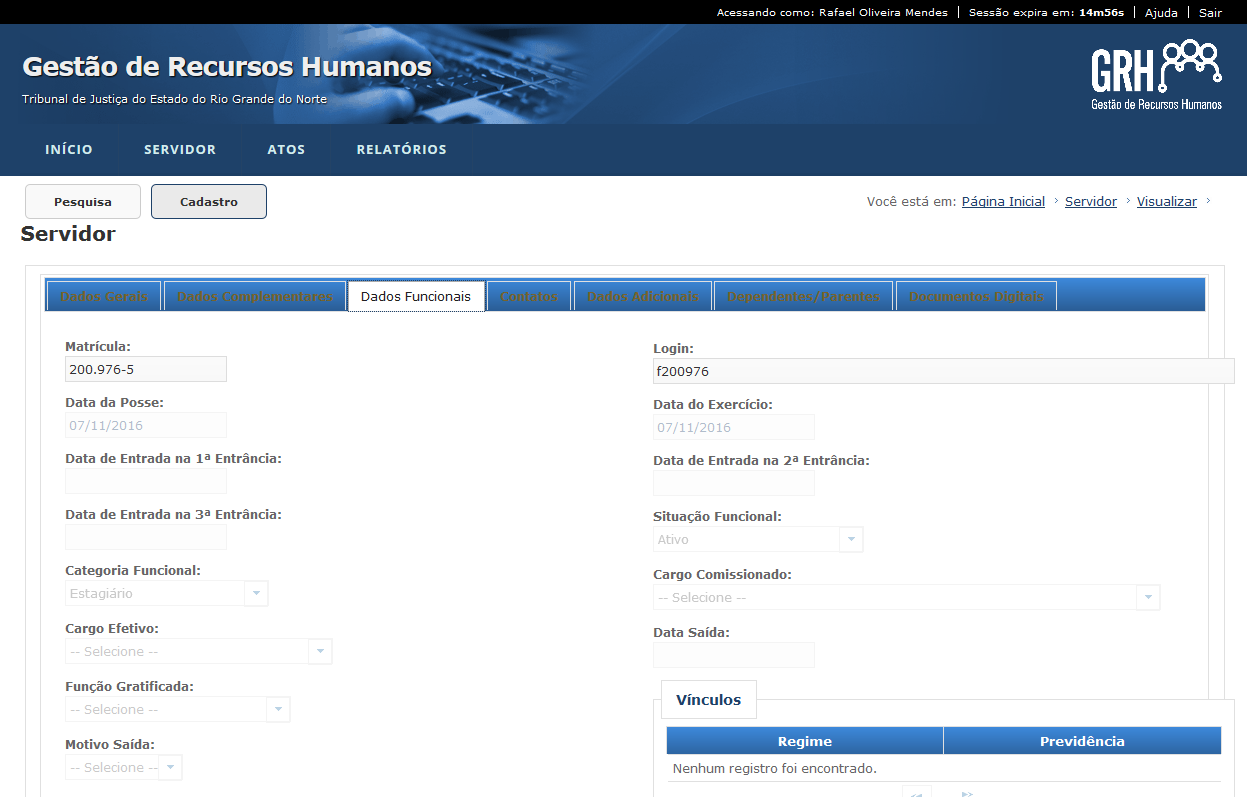 Acessando como: Rafael Oliveira Mendes | Sessão expira em: 14m56s | Ajuda | Sair
Gestão de Recursos Humanos
Tribunal de Justiça do Estado do Rio Grande do Norte
GRH
Gestão de Recursos Humanos
INÍCIO SERVIDOR ATOS RELATÓRIOS
Pesquisa Cadastro
Você está em: Página Inicial Servidor Visualizar
Servidor
Dados Gerais Dados Complementares Dados Funcionais Contatos Dados Adicionais Dependentes/Parentes Documentos Digitais
Matrícula:
200.976-5
Login:
f200976
Data da Posse:
07/11/2016
Data do Exercício:
07/11/2016
Data de Entrada na 1ª Entrância:
Data de Entrada na 2ª Entrância:
Data de Entrada na 3ª Entrância:
Situação Funcional:
Ativo
Categoria Funcional:
Estagiário
Cargo Comissionado:
-- Selecione --
Cargo Efetivo:
-- Selecione --
Data Saída:
Função Gratificada:
-- Selecione --
Motivo Saída:
-- Selecione --
Vínculos
Regime Previdência
Nenhum registro foi encontrado.